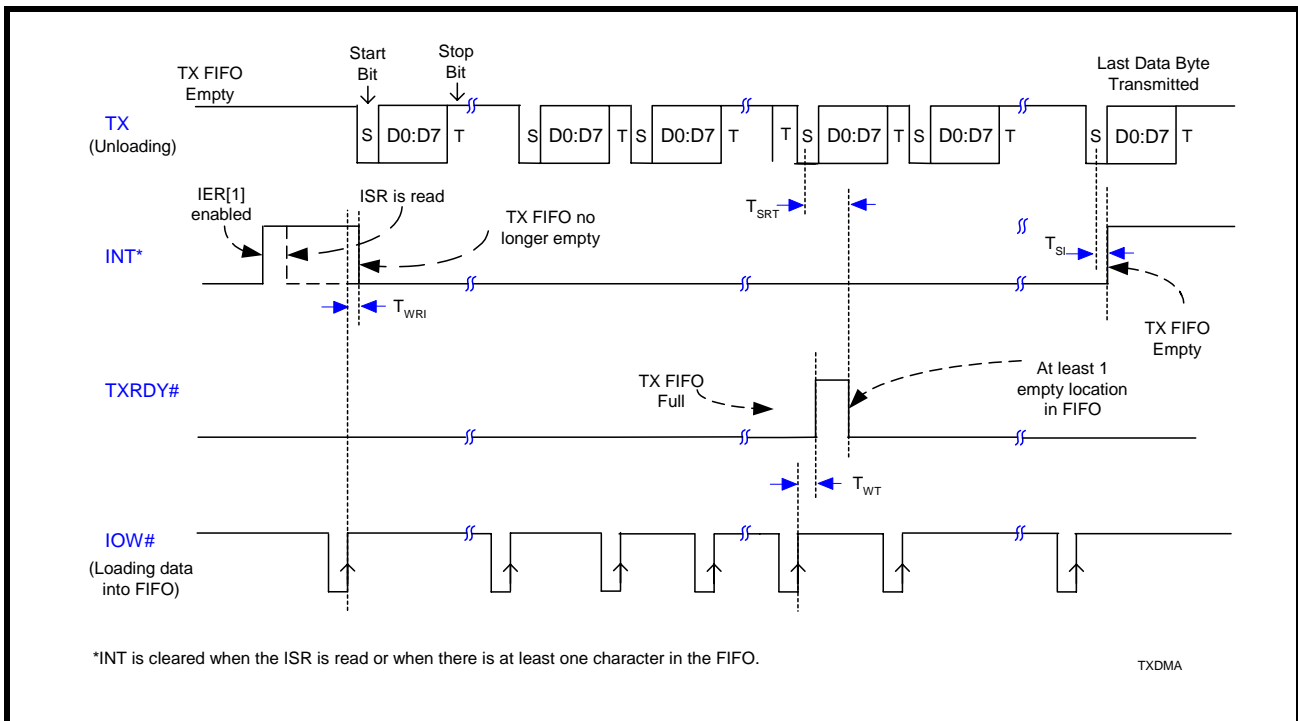 Start
Bit
Stop
Bit
TX FIFO
Empty
Last Data Byte
Transmitted
TX
(Unloading)
S D0:D7 T S D0:D7 T S D0:D7 T T S D0:D7 T S D0:D7 T S D0:D7 T
IER[1]
enabled
ISR is read
TX FIFO no
longer empty
TSRT
TSI
INT*
TWRI
TX FIFO
Empty
TXRDY#
TX FIFO
Full
At least 1
empty location
in FIFO
TWT
IOW#
(Loading data
into FIFO)
*INT is cleared when the ISR is read or when there is at least one character in the FIFO.
TXDMA